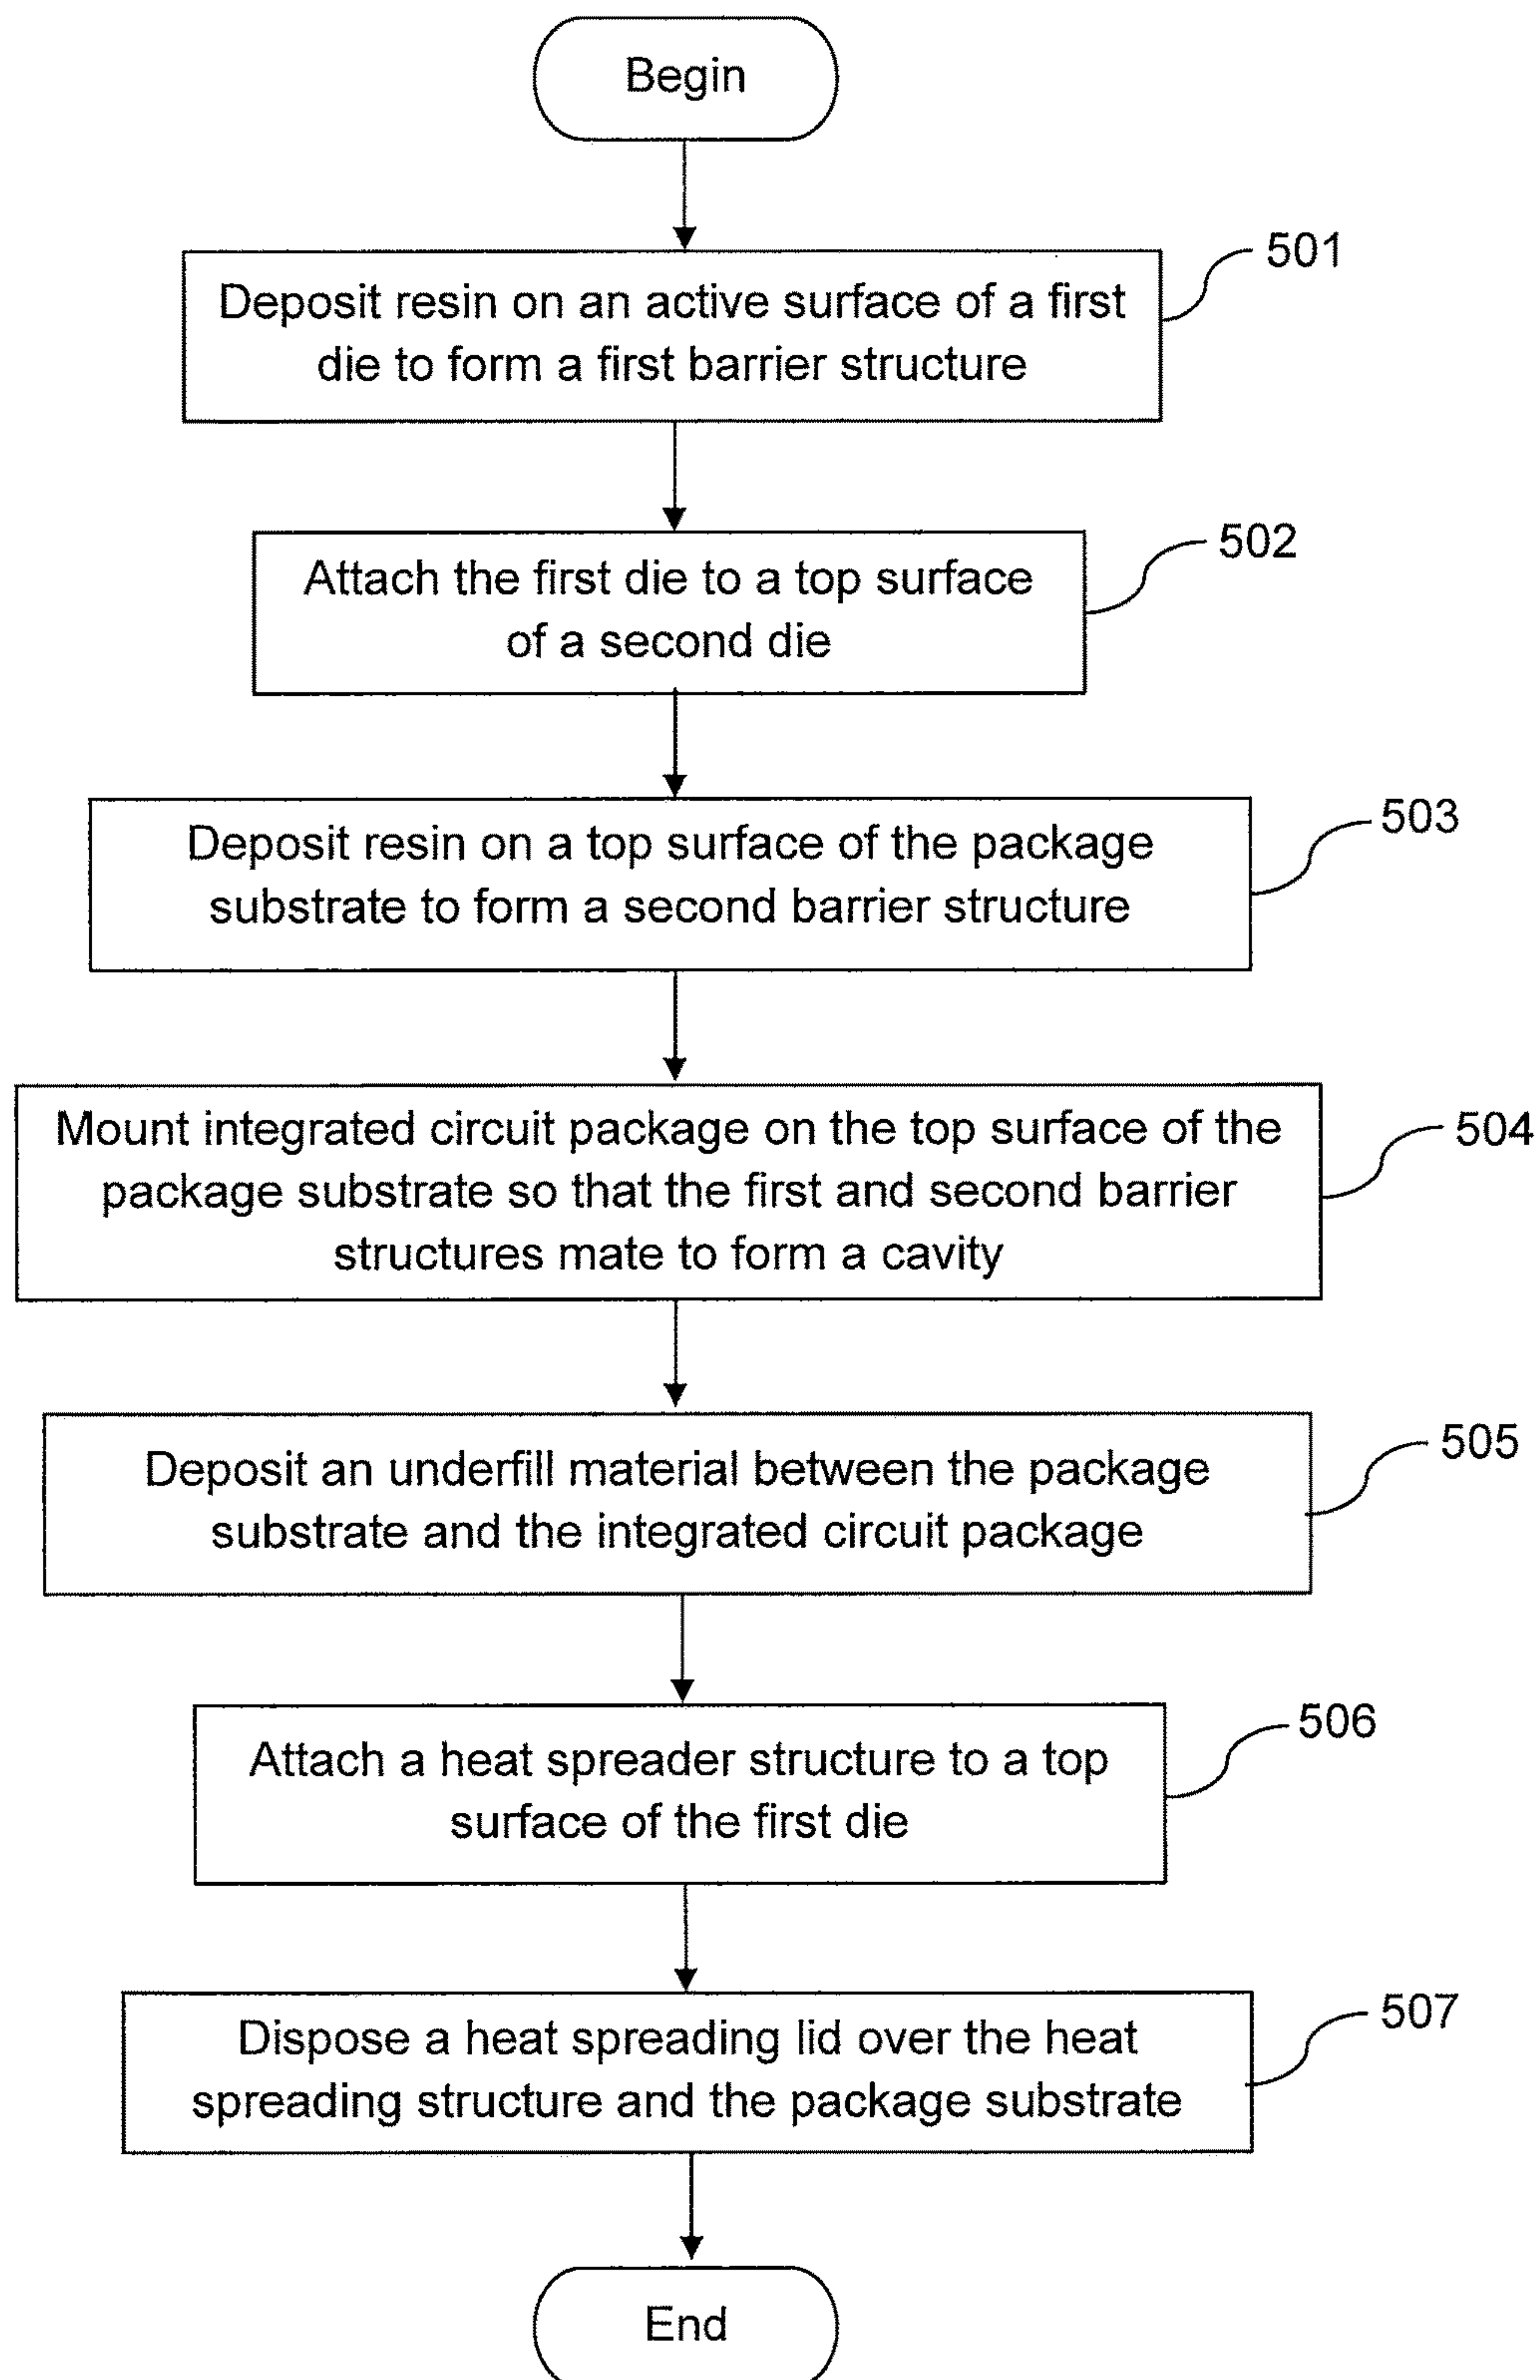 Begin
501
Deposit resin on an active surface of a first
die to form a first barrier structure
502
Attach the first die to a top surface
of a second die
503
Deposit resin on a top surface of the package
substrate to form a second barrier structure
504
Mount integrated circuit package on the top surface of the
package substrate so that the first and second barrier
structures mate to form a cavity
505
Deposit an underfill material between the package
substrate and the integrated circuit package
506
Attach a heat spreader structure to a top
surface of the first die
507
Dispose a heat spreading lid over the heat
spreading structure and the package substrate
End